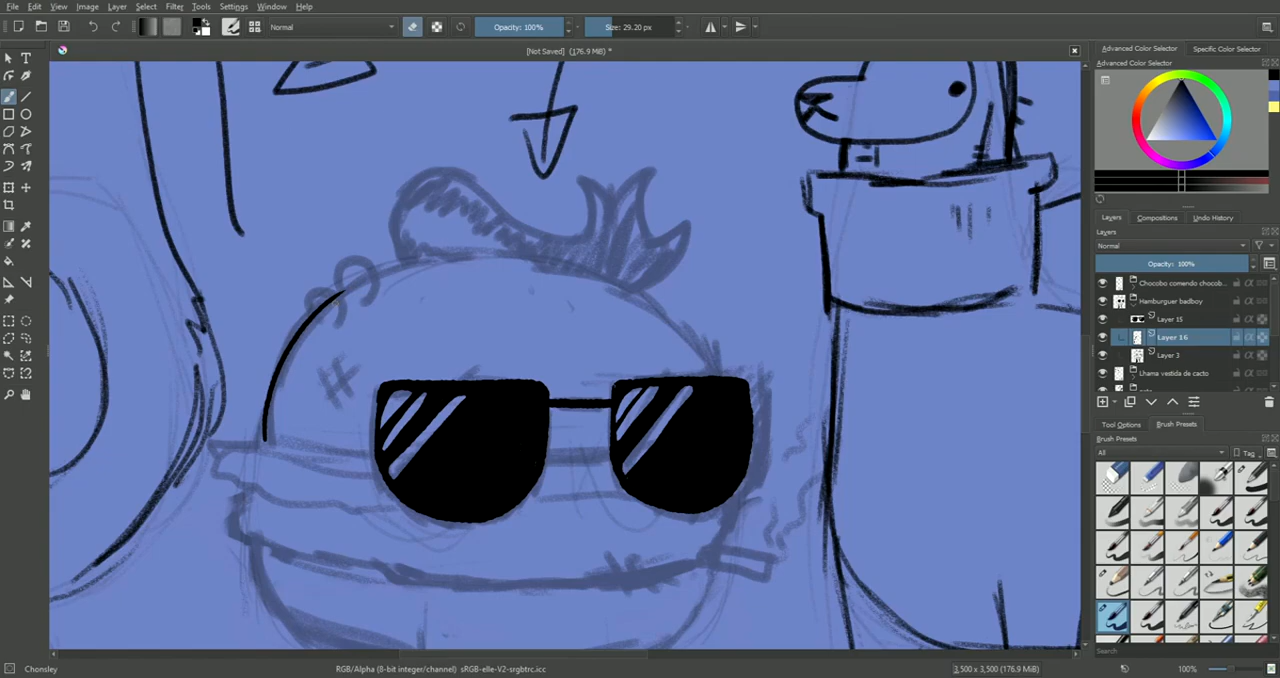 File Edit View Image Layer Select Filter Tools Settings Window Help
Normal Opacity: 100% Size: 29.20 px
[Not Saved] (176.9 MiB) *
Advanced Color Selector Specific Color Selector
Advanced Color Selector
Layers Compositions Undo History
Layers
Normal
Opacity: 100%
Chocobo comendo chocob...
Hamburguer badboy
Layer 15
Layer 16
Layer 3
Lhama vestida de cacto
Tool Options Brush Presets
Brush Presets
All Tag
Search
Chonsley RGB/Alpha (8-bit integer/channel) sRGB-elle-V2-srgbtrc.icc 3,500 x 3,500 (176.9 MiB) 100%